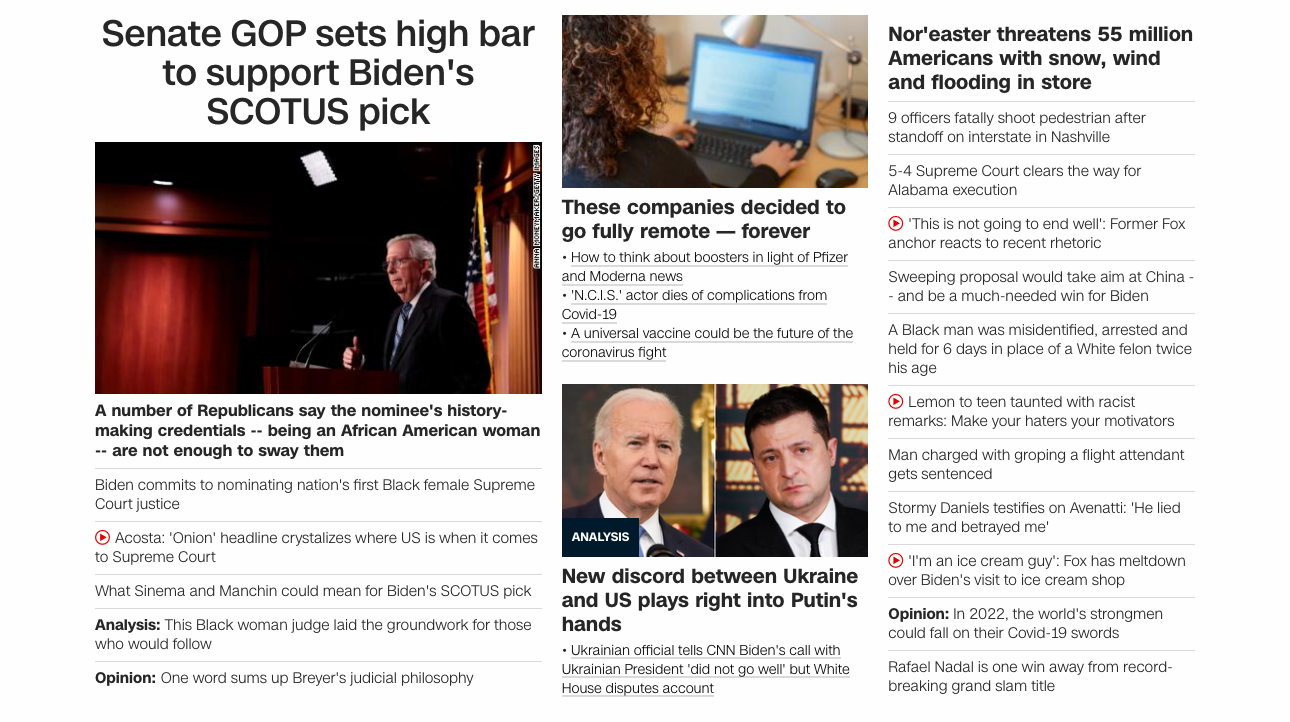 Senate GOP sets high bar
to support Biden's
SCOTUS pick
ANNA MONEYMAKER/GETTY IMAGES
A number of Republicans say the nominee's history-
making credentials -- being an African American woman
-- are not enough to sway them
Biden commits to nominating nation's first Black female Supreme
Court justice
Acosta: 'Onion' headline crystalizes where US is when it comes
to Supreme Court
What Sinema and Manchin could mean for Biden's SCOTUS pick
Analysis: This Black woman judge laid the groundwork for those
who would follow
Opinion: One word sums up Breyer's judicial philosophy
These companies decided to
go fully remote — forever
• How to think about boosters in light of Pfizer
and Moderna news
• 'N.C.I.S.' actor dies of complications from
Covid-19
• A universal vaccine could be the future of the
coronavirus fight
ANALYSIS
New discord between Ukraine
and US plays right into Putin's
hands
• Ukrainian official tells CNN Biden's call with
Ukrainian President 'did not go well' but White
House disputes account
Nor'easter threatens 55 million
Americans with snow, wind
and flooding in store
9 officers fatally shoot pedestrian after
standoff on interstate in Nashville
5-4 Supreme Court clears the way for
Alabama execution
'This is not going to end well': Former Fox
anchor reacts to recent rhetoric
Sweeping proposal would take aim at China -
- and be a much-needed win for Biden
A Black man was misidentified, arrested and
held for 6 days in place of a White felon twice
his age
Lemon to teen taunted with racist
remarks: Make your haters your motivators
Man charged with groping a flight attendant
gets sentenced
Stormy Daniels testifies on Avenatti: 'He lied
to me and betrayed me'
'I'm an ice cream guy': Fox has meltdown
over Biden's visit to ice cream shop
Opinion: In 2022, the world's strongmen
could fall on their Covid-19 swords
Rafael Nadal is one win away from record-
breaking grand slam title